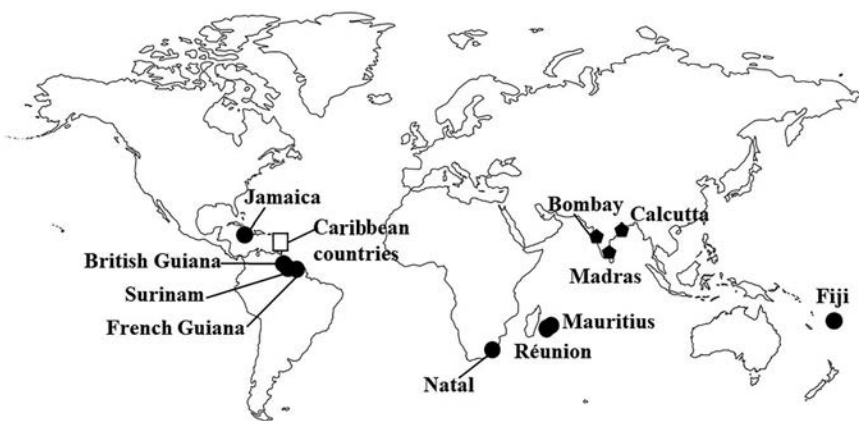 Jamaica
Bombay
Calcutta
Caribbean
countries
British Guiana
Madras
Surinam
Fiji
French Guiana
Mauritius
Réunion
Natal